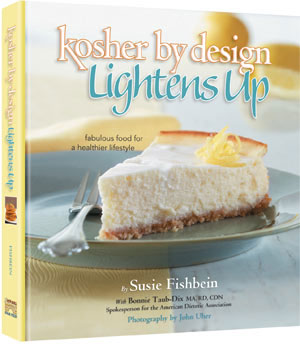 kosher by design
Lightens Up
fabulous food for
a healthier lifestyle
By Susie Fishbein
With Bonnie Taub-Dix MA, RD, CDN
Spokesperson for the American Dietetic Association
Photography by John Uher
kosher by design
Lightens Up
FISHBEIN